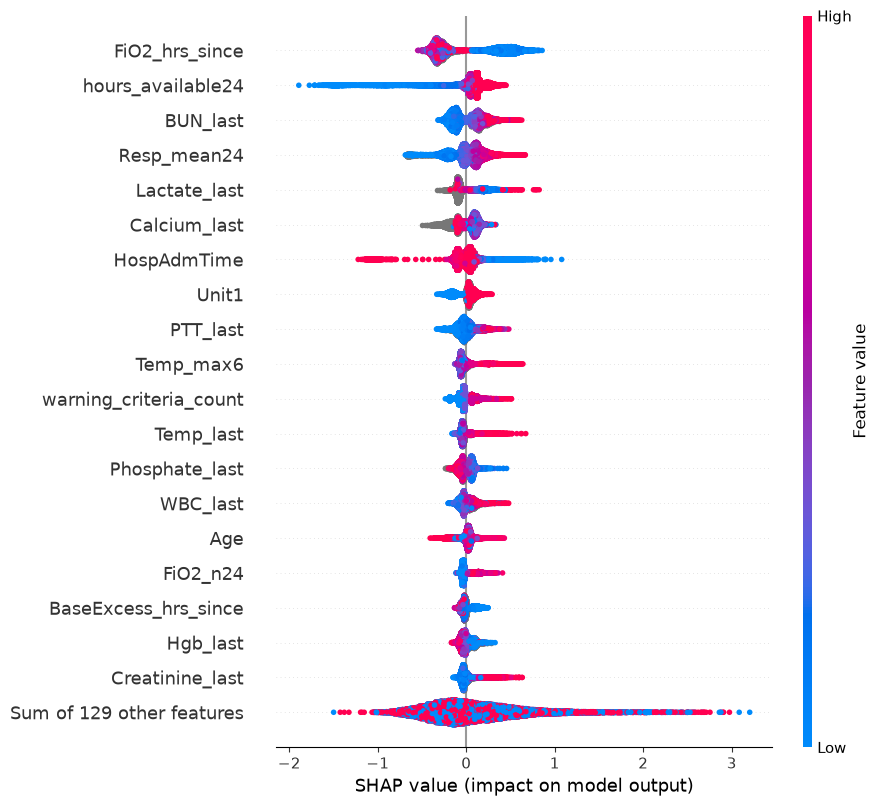 High
FiO2_hrs_since
hours_available24
BUN_last
Resp_mean24
Lactate_last
Calcium_last
HospAdmTime
Unit1
PTT_last
Temp_max6
warning_criteria_count
Temp_last
Phosphate_last
WBC_last
Age
FiO2_n24
BaseExcess_hrs_since
Hgb_last
Creatinine_last
Sum of 129 other features
Feature value
Low
−2 −1 0 1 2 3
SHAP value (impact on model output)